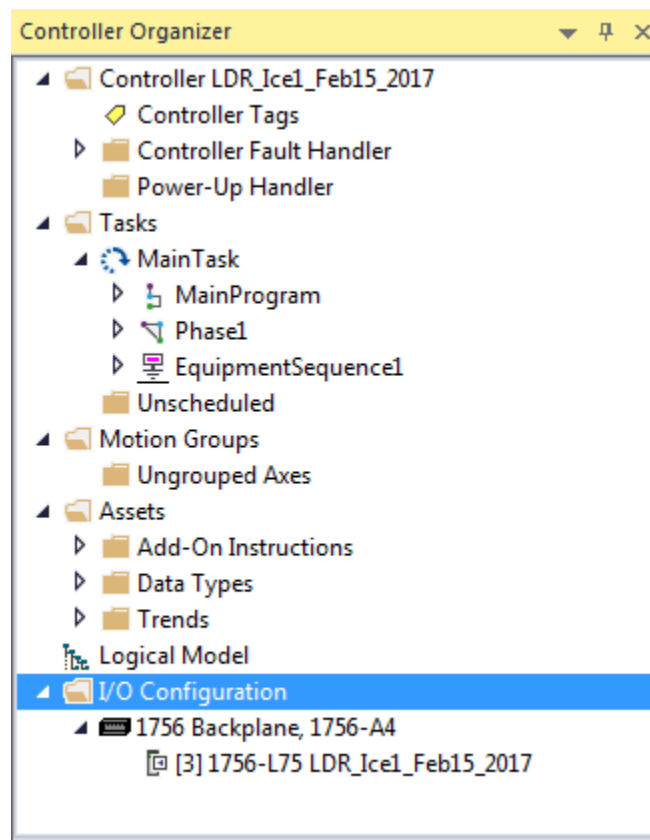 Controller Organizer
Controller LDR_Ice1_Feb15_2017
Controller Tags
Controller Fault Handler
Power-Up Handler
Tasks
MainTask
MainProgram
Phase1
EquipmentSequence1
Unscheduled
Motion Groups
Ungrouped Axes
Assets
Add-On Instructions
Data Types
Trends
Logical Model
I/O Configuration
1756 Backplane, 1756-A4
[3] 1756-L75 LDR_Ice1_Feb15_2017